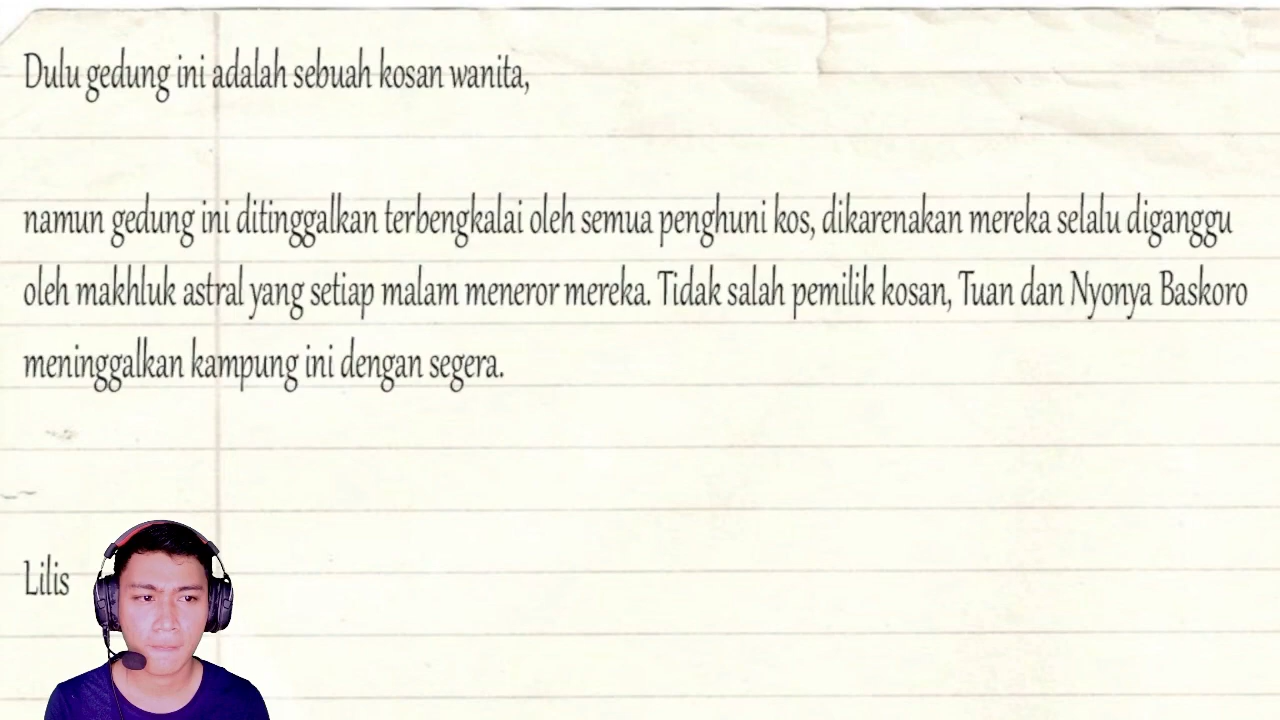 Dulu gedung ini adalah sebuah kosan wanita,
namun gedung ini ditinggalkan terbengkalai oleh semua penghuni kos, dikarenakan mereka selalu diganggu
oleh makhluk astral yang setiap malam meneror mereka. Tidak salah pemilik kosan, Tuan dan Nyonya Baskoro
meninggalkan kampung ini dengan segera.
Lilis